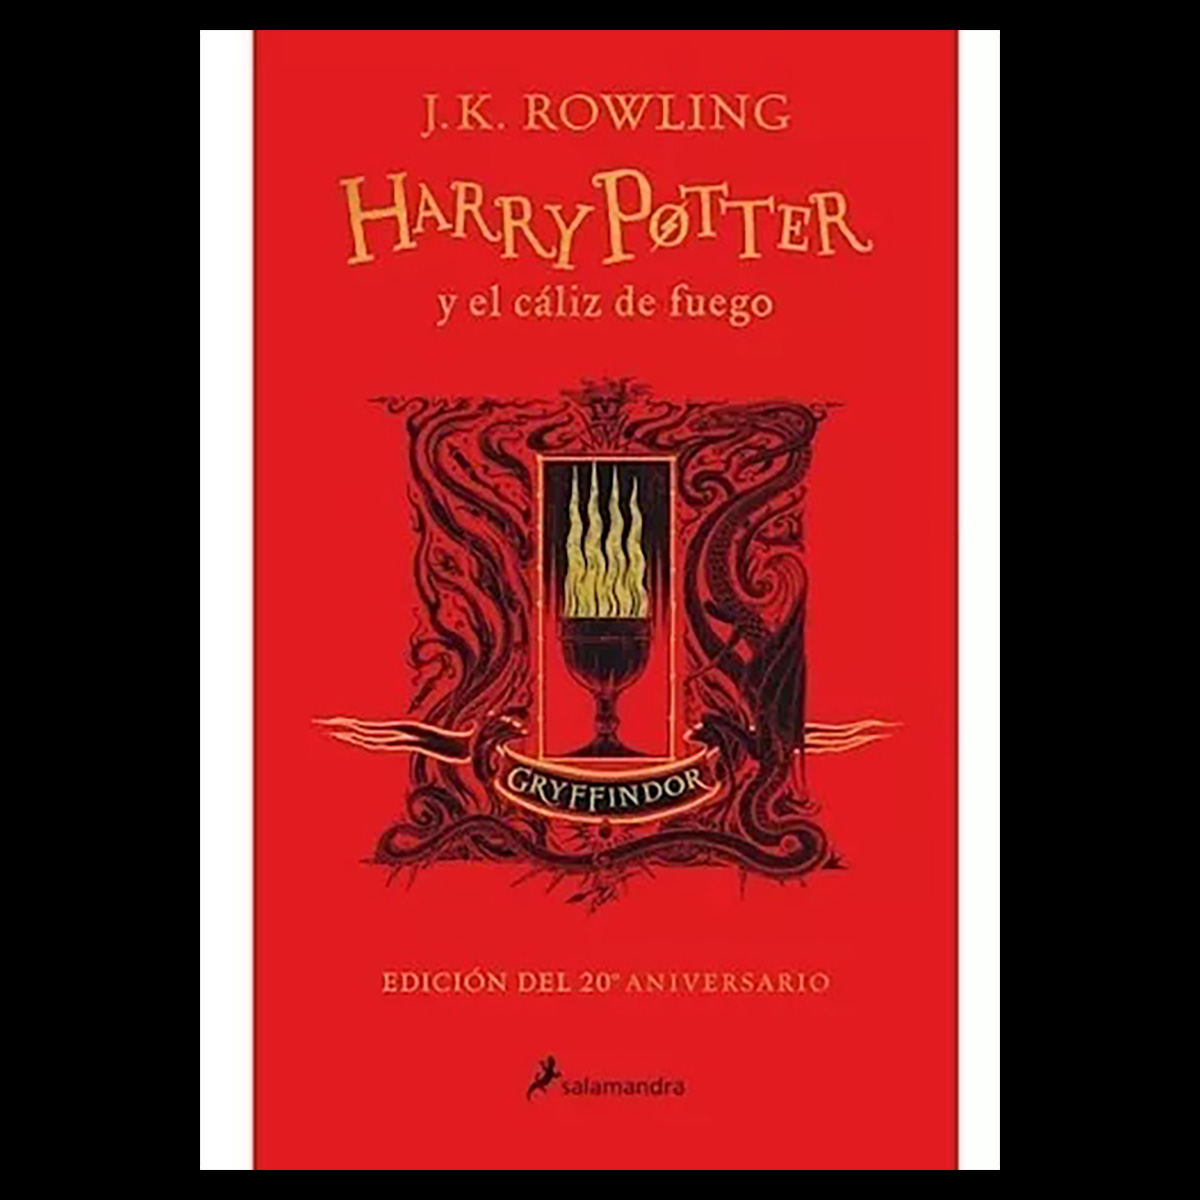 J.K. ROWLING
HARRY POTTER
y el cáliz de fuego
GRYFFINDOR
EDICIÓN DEL 20º ANIVERSARIO
salamandra